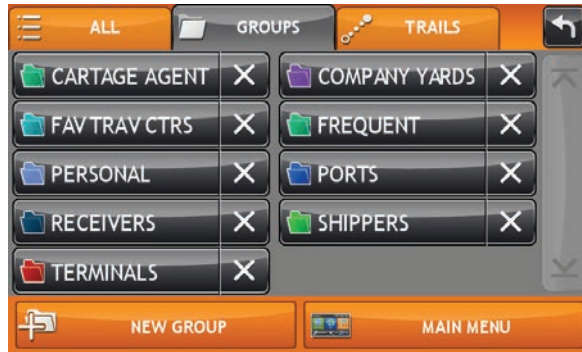 ALL GROUPS TRAILS
CARTAGE AGENT COMPANY YARDS
FAV TRAV CTRS FREQUENT
PERSONAL PORTS
RECEIVERS SHIPPERS
TERMINALS
NEW GROUP MAIN MENU